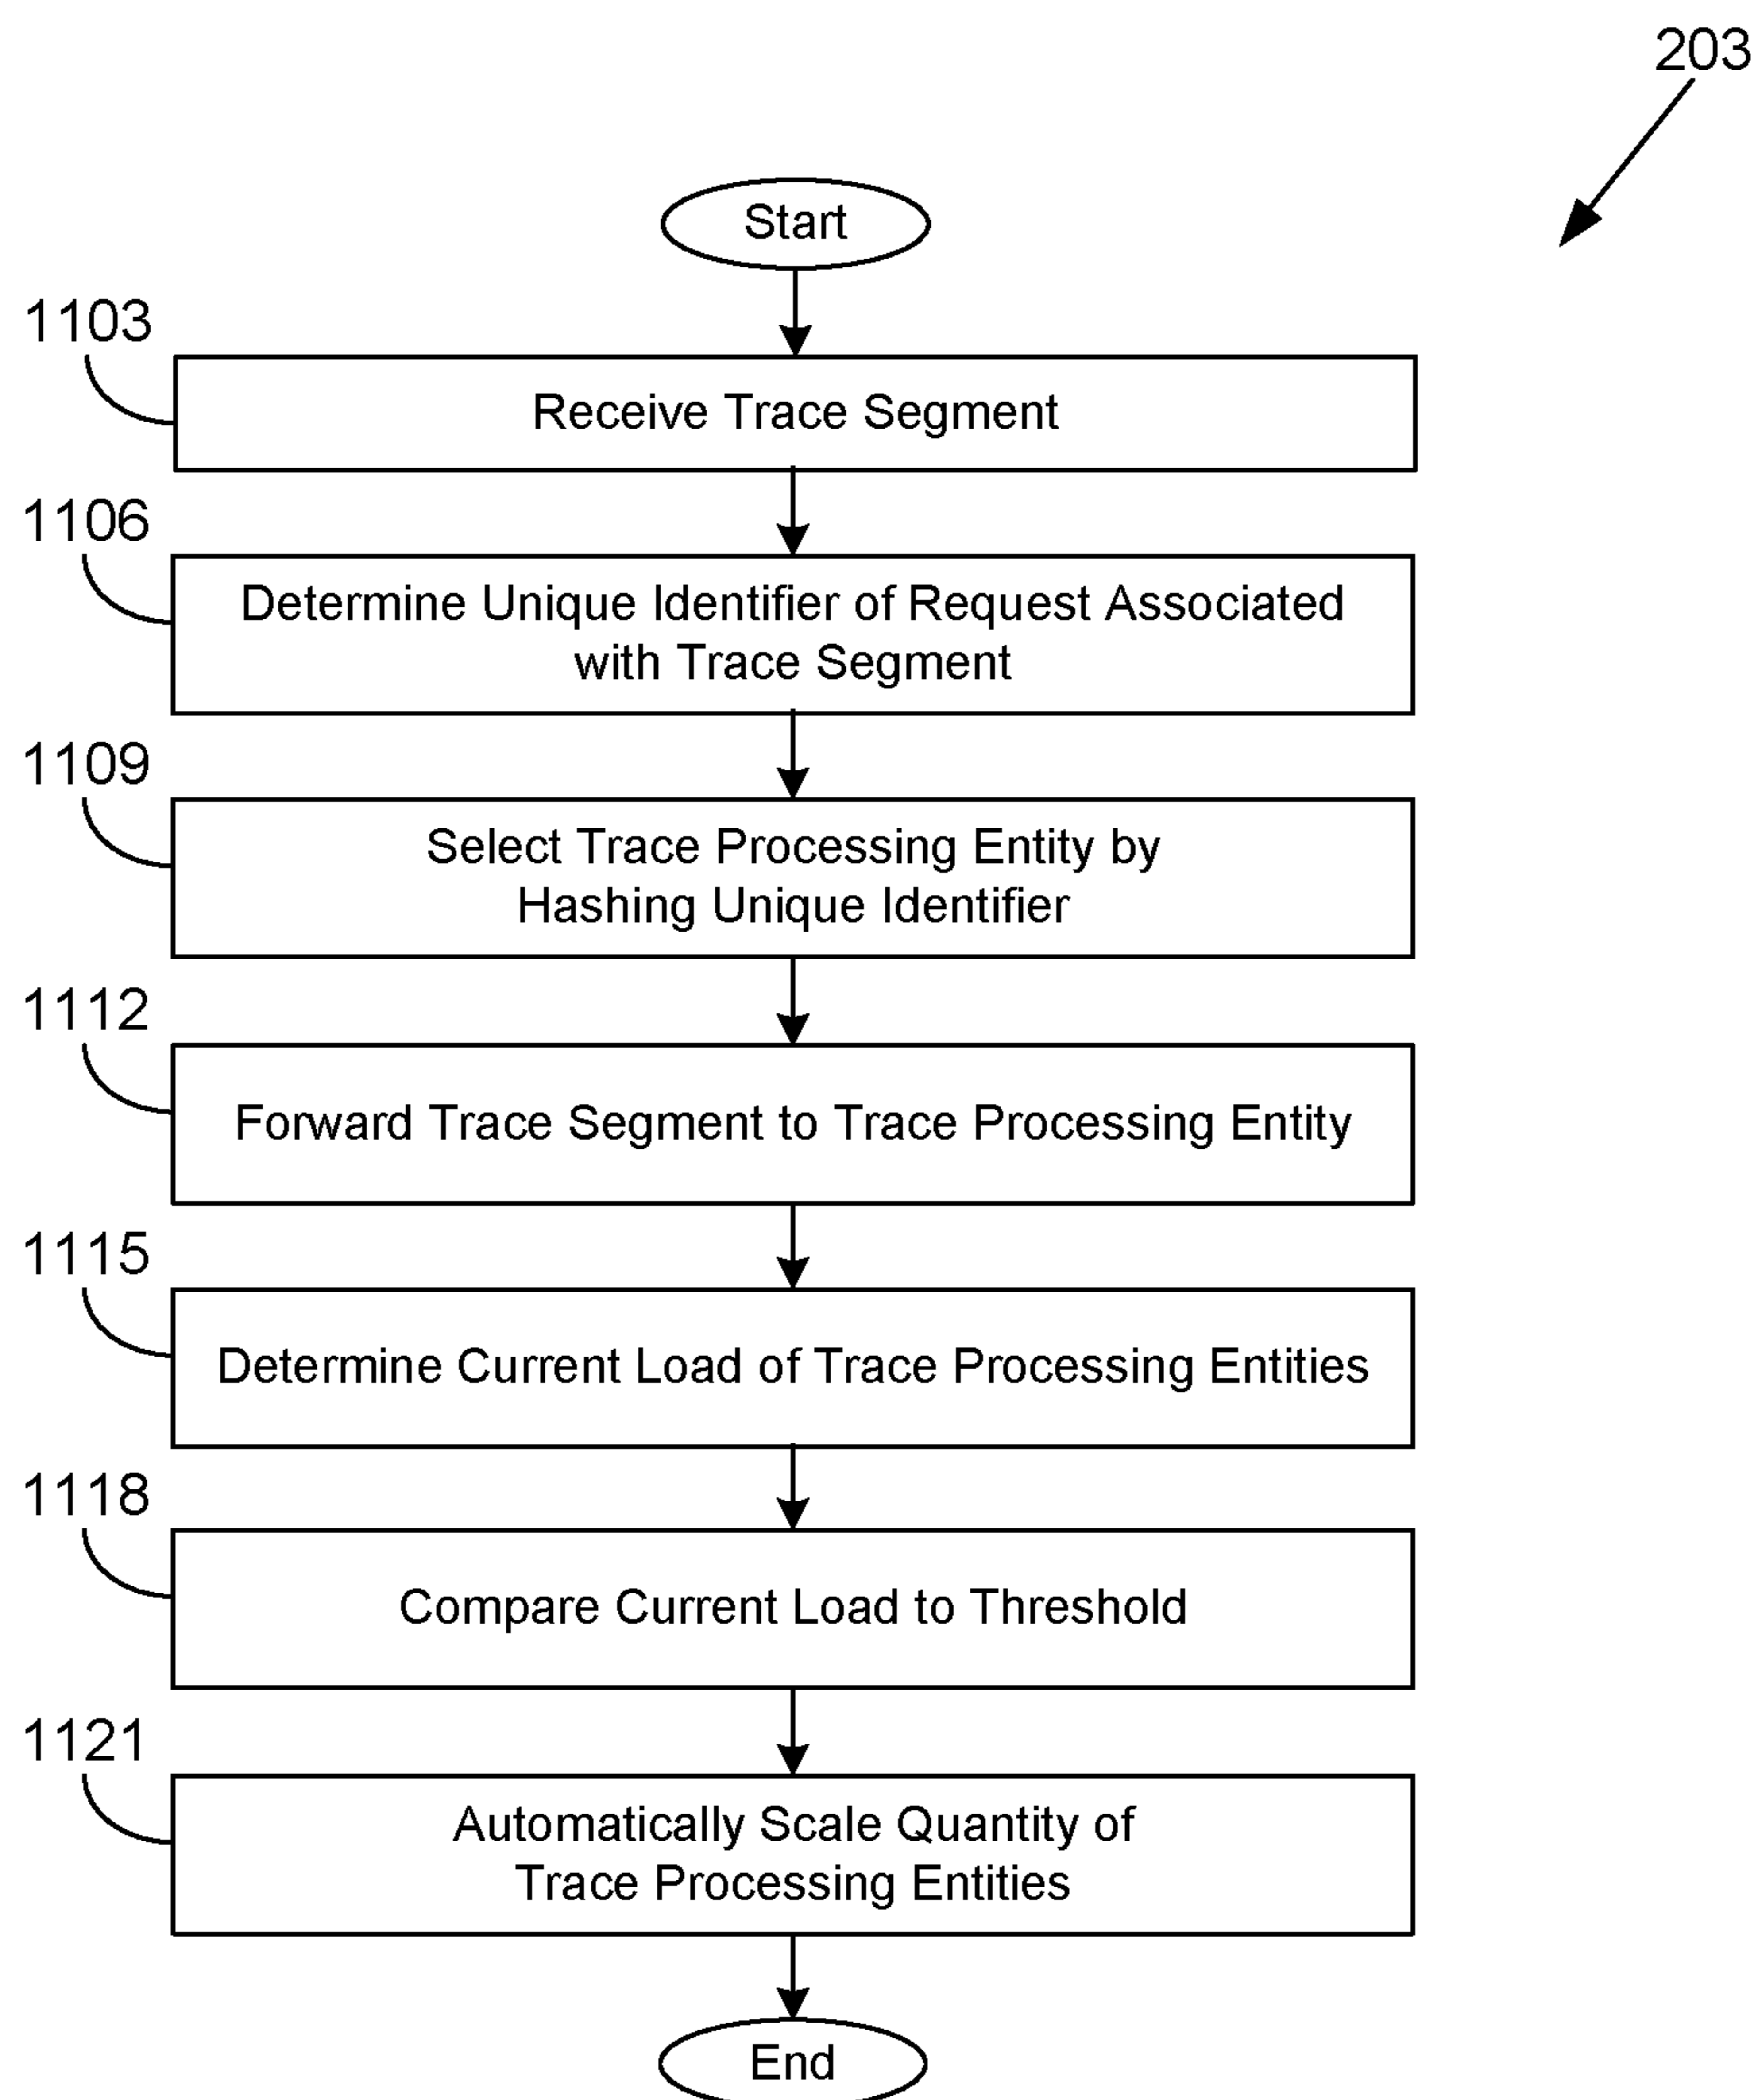 203
Start
1103
Receive Trace Segment
1106
Determine Unique Identifier of Request Associated
with Trace Segment
1109
Select Trace Processing Entity by
Hashing Unique Identifier
1112
Forward Trace Segment to Trace Processing Entity
1115
Determine Current Load of Trace Processing Entities
1118
Compare Current Load to Threshold
1121
Automatically Scale Quantity of
Trace Processing Entities
End